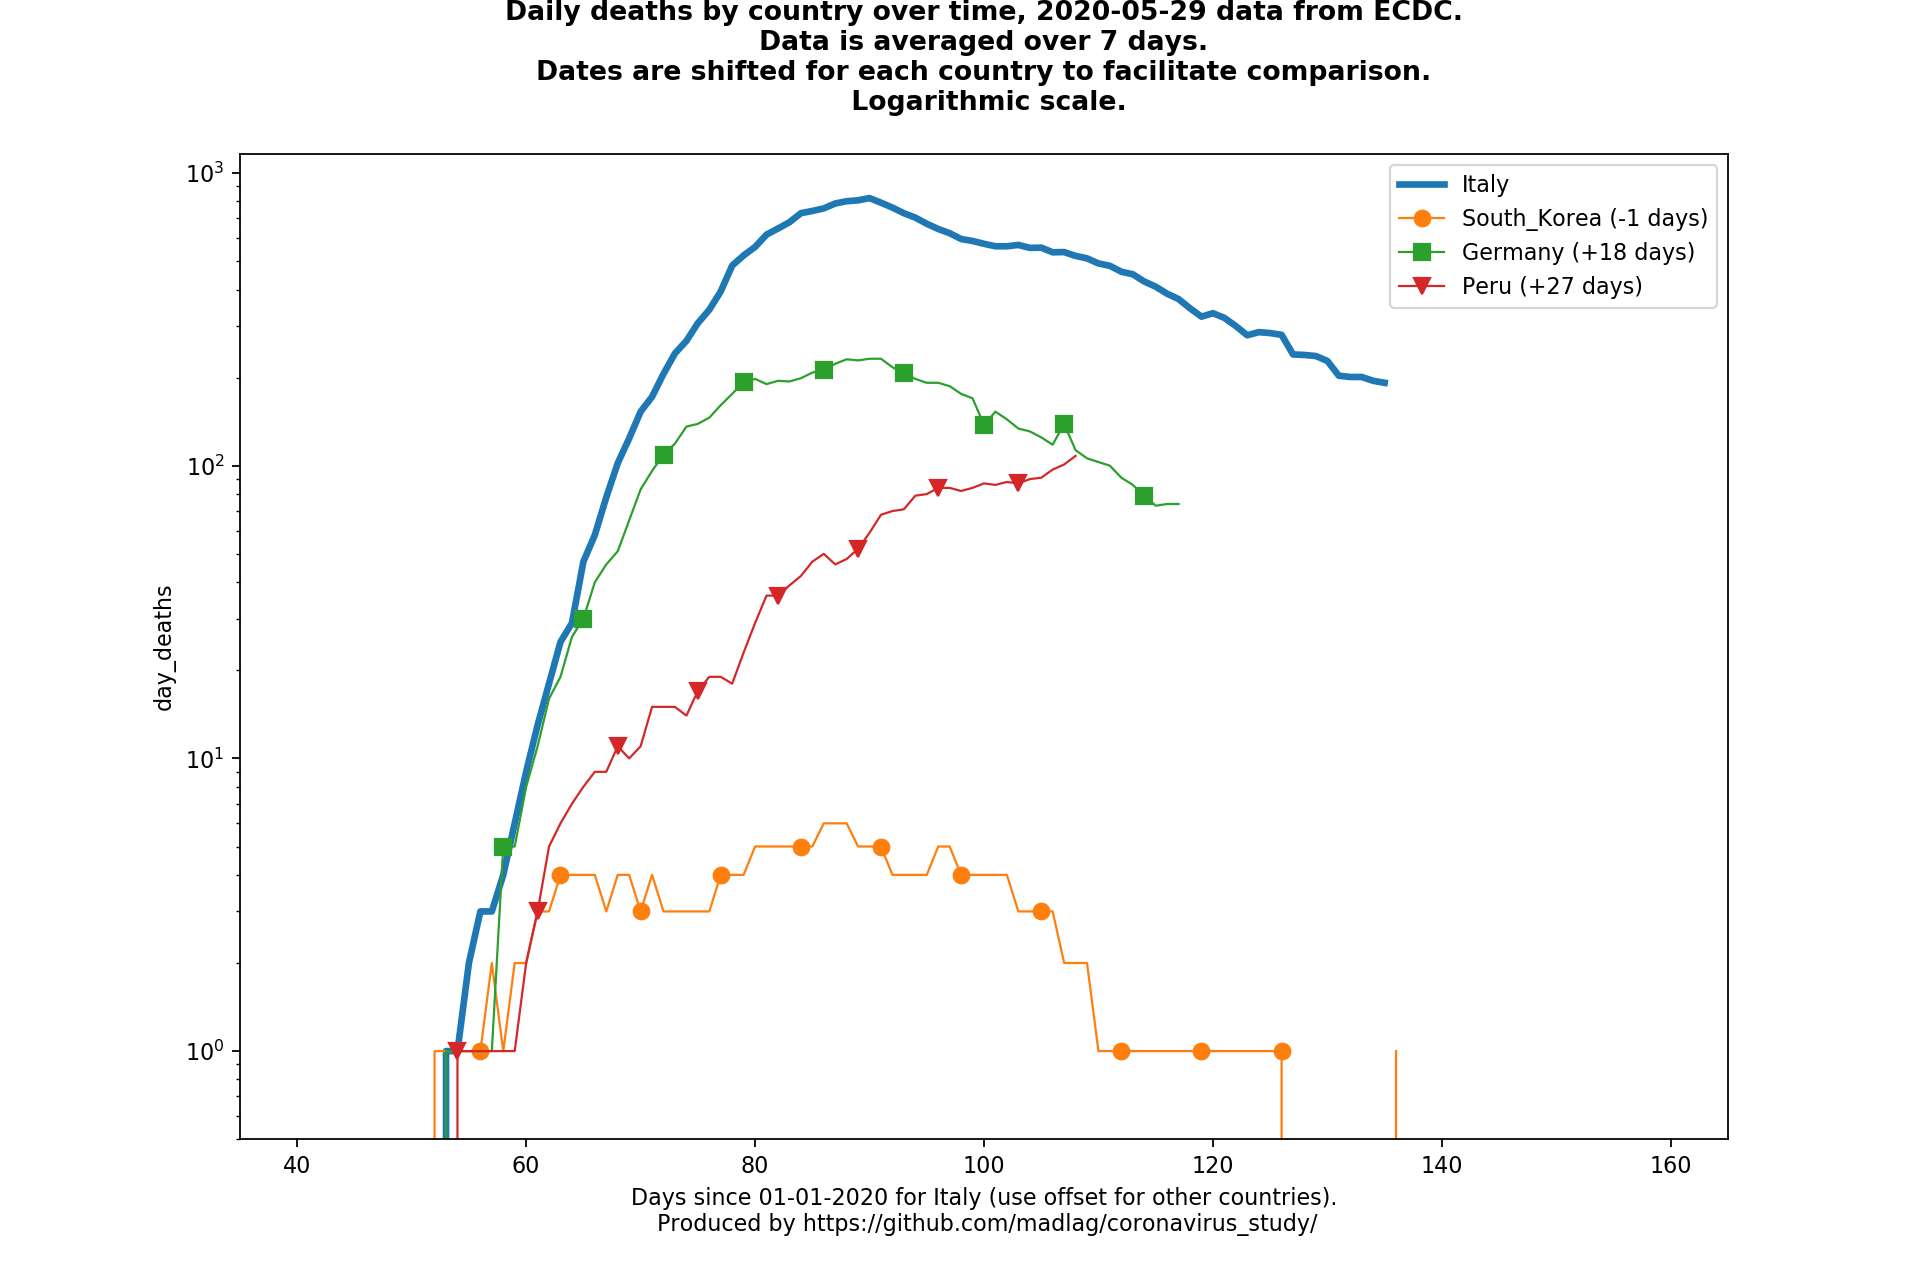 Daily deaths by country over time, 2020-05-29 data from ECDC.
Data is averaged over 7 days.
Dates are shifted for each country to facilitate comparison.
Logarithmic scale.
10³
10²
10¹
10⁰
day_deaths
Italy
South_Korea (-1 days)
Germany (+18 days)
Peru (+27 days)
40 60 80 100 120 140 160
Days since 01-01-2020 for Italy (use offset for other countries).
Produced by https://github.com/madlag/coronavirus_study/